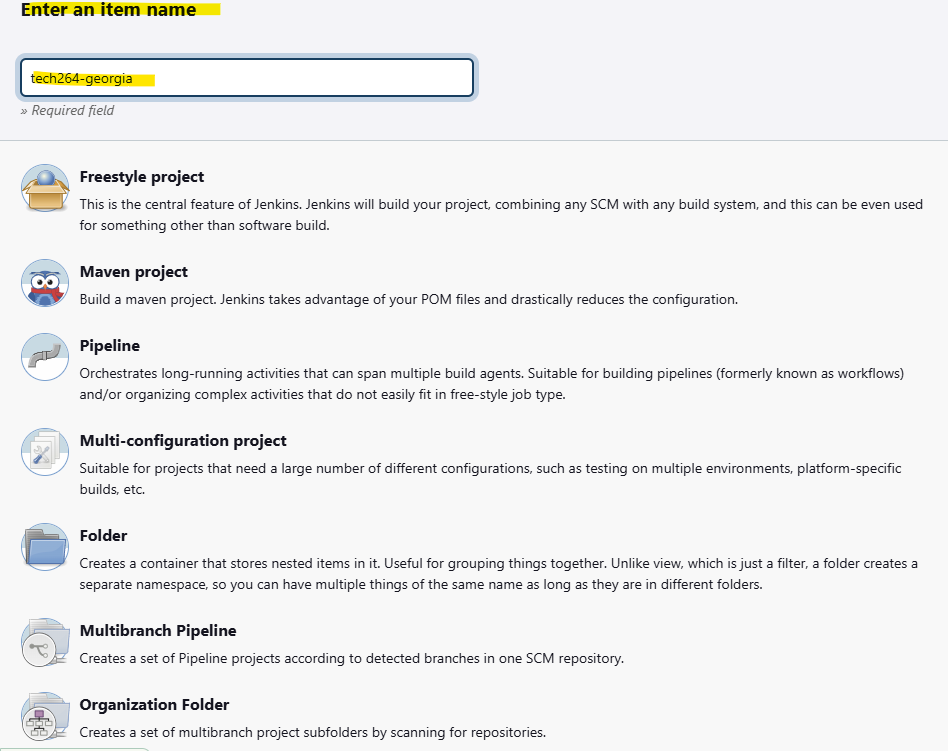 Enter an item name
tech264-georgia
» Required field
Freestyle project
This is the central feature of Jenkins. Jenkins will build your project, combining any SCM with any build system, and this can be even used
for something other than software build.
Maven project
Build a maven project. Jenkins takes advantage of your POM files and drastically reduces the configuration.
Pipeline
Orchestrates long-running activities that can span multiple build agents. Suitable for building pipelines (formerly known as workflows)
and/or organizing complex activities that do not easily fit in free-style job type.
Multi-configuration project
Suitable for projects that need a large number of different configurations, such as testing on multiple environments, platform-specific
builds, etc.
Folder
Creates a container that stores nested items in it. Useful for grouping things together. Unlike view, which is just a filter, a folder creates a
separate namespace, so you can have multiple things of the same name as long as they are in different folders.
Multibranch Pipeline
Creates a set of Pipeline projects according to detected branches in one SCM repository.
Organization Folder
Creates a set of multibranch project subfolders by scanning for repositories.